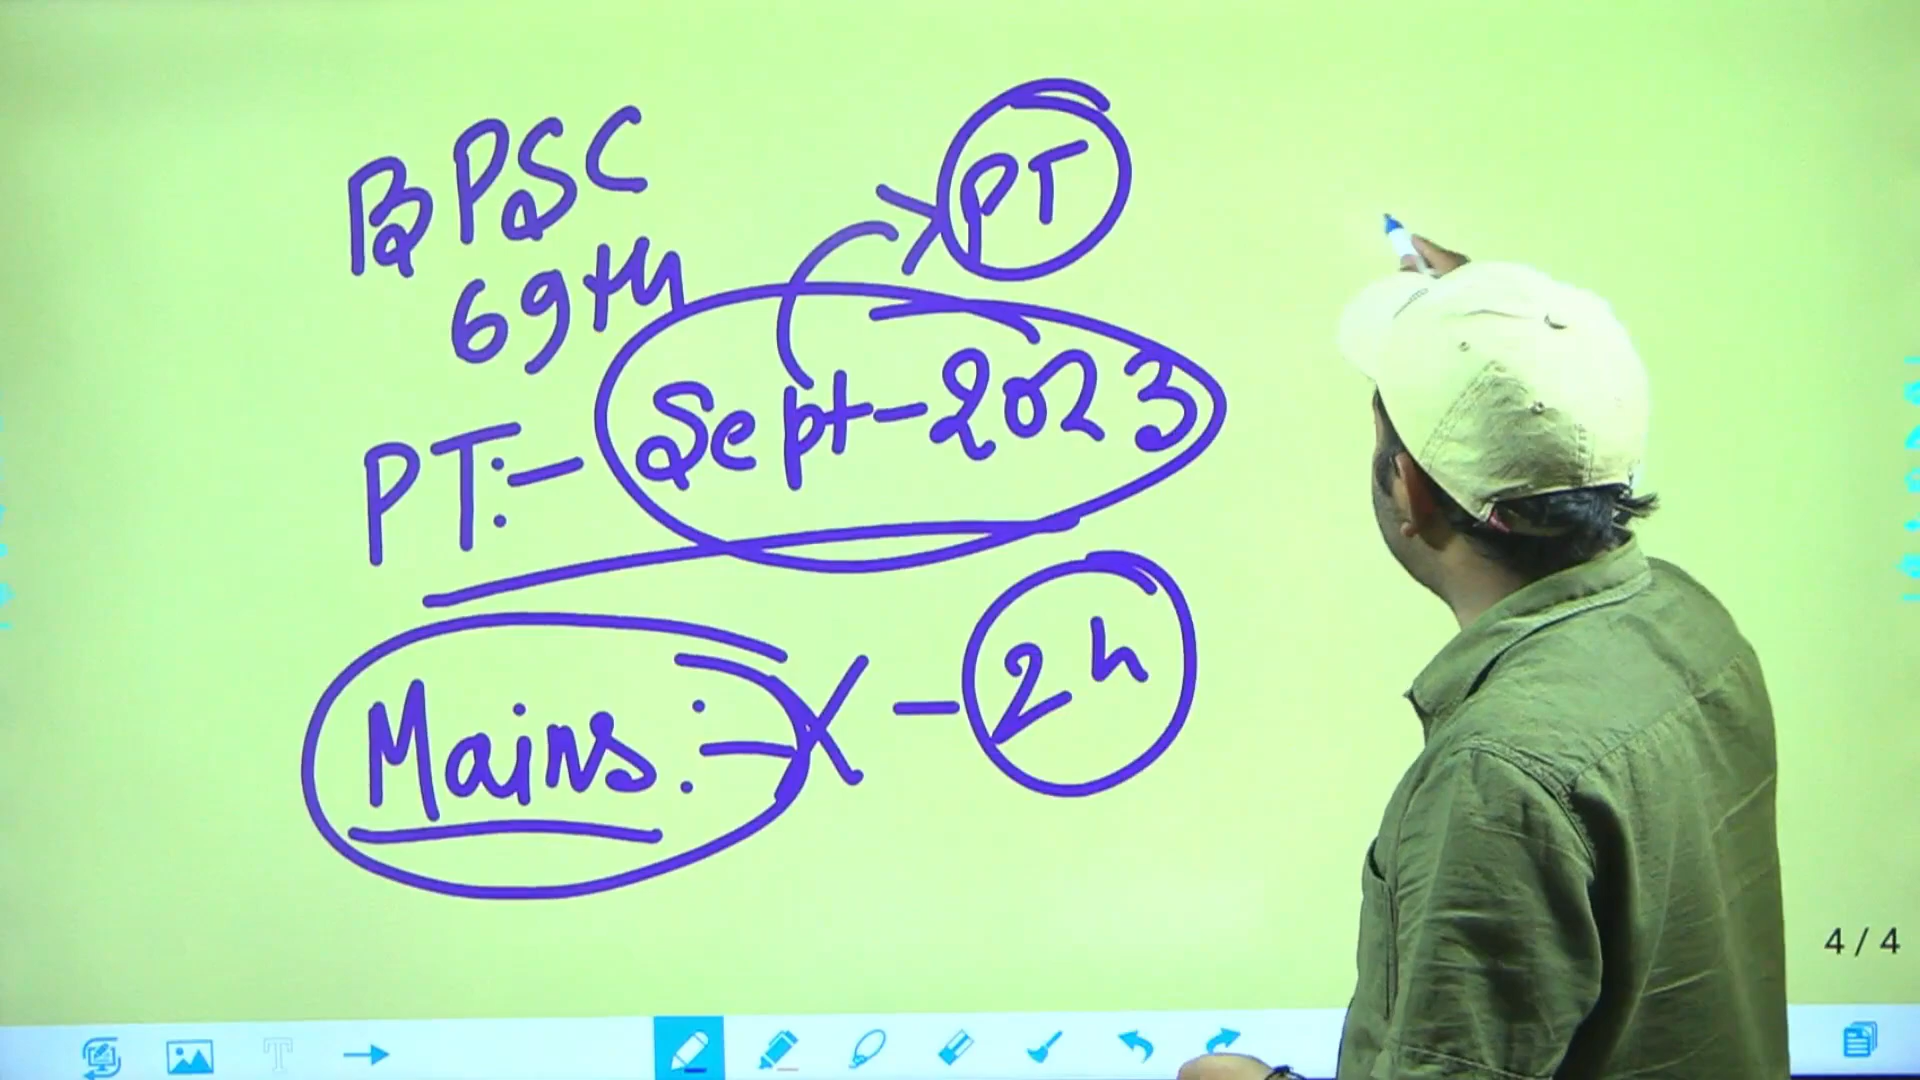 BPSC
69th
PT
PT:- Sept-2023
Mains:- X - 2h
4 / 4
T